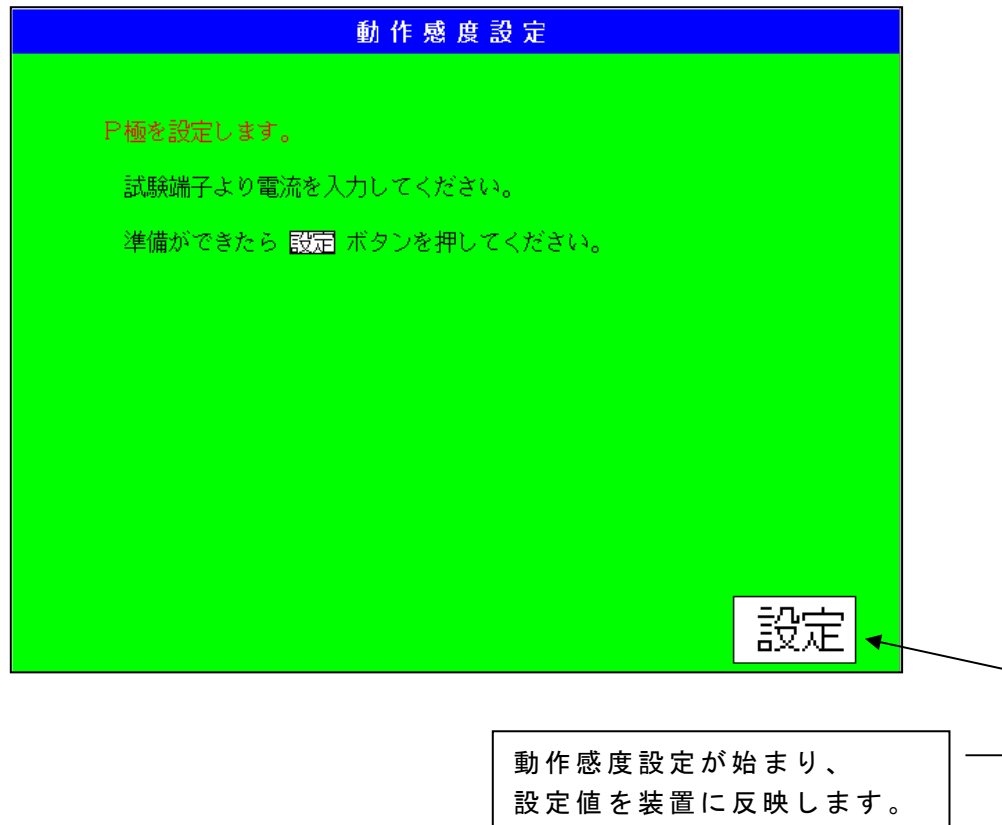 動作感度設定
P極を設定します。
試験端子より電流を入力してください。
準備ができたら 設定 ボタンを押してください。
設定
動作感度設定が始まり、
設定値を装置に反映します。